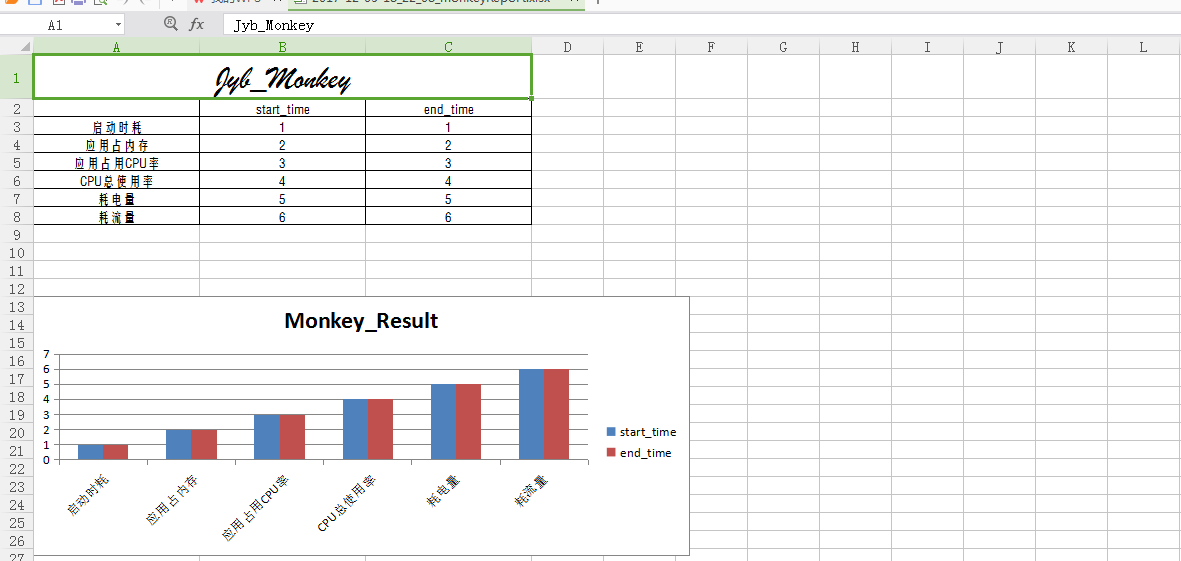 A1 fx Jyb_Monkey
A B C D E F G H I J K L
1 Jyb_Monkey
2 start_time end_time
3 启动时耗 1 1
4 应用占内存 2 2
5 应用占用CPU率 3 3
6 CPU总使用率 4 4
7 耗电量 5 5
8 耗流量 6 6
9
10
11
12
13
14
15
16
17
18
19
20
21
22
23
24
25
26
27
Monkey_Result
7
6
5
4
3
2
1
0
启动时耗 应用占内存 应用占用CPU率 CPU总使用率 耗电量 耗流量
start_time
end_time